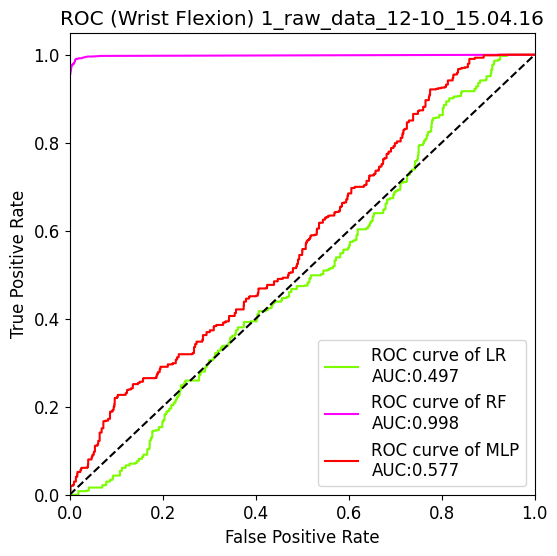 ROC (Wrist Flexion) 1_raw_data_12-10_15.04.16
1.0
0.8
0.6
0.4
0.2
0.0
True Positive Rate
ROC curve of LR
AUC:0.497
ROC curve of RF
AUC:0.998
ROC curve of MLP
AUC:0.577
0.0 0.2 0.4 0.6 0.8 1.0
False Positive Rate